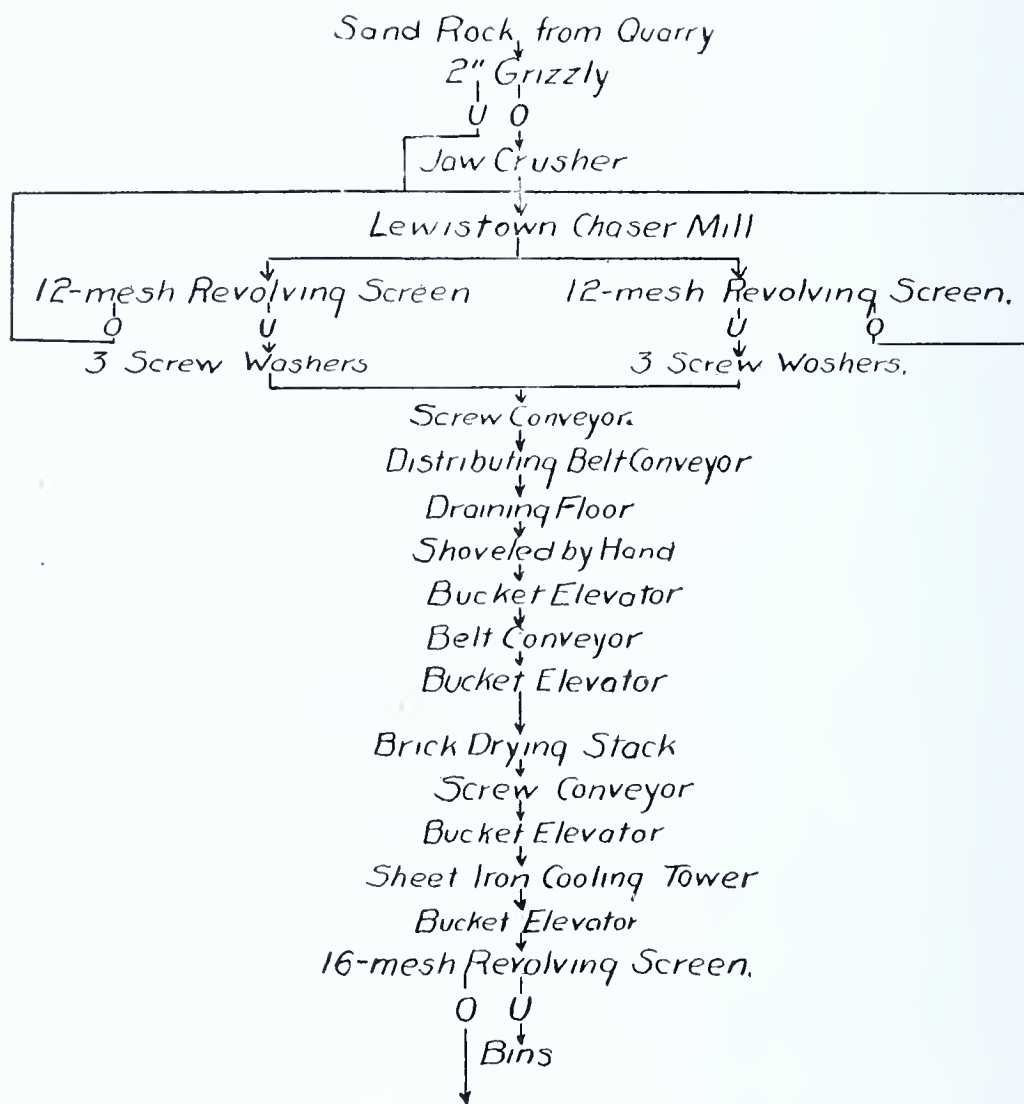 Sand Rock from Quarry
2" Grizzly
U O
Jaw Crusher
Lewistown Chaser Mill
12-mesh Revolving Screen 12-mesh Revolving Screen.
O U U O
3 Screw Washers 3 Screw Woshers.
Screw Conveyor.
Distributing Belt Conveyor
Draining Floor
Shoveled by Hand
Bucket Elevator
Belt Conveyor
Bucket Elevator
Brick Drying Stack
Screw Conveyor
Bucket Elevator
Sheet Iron Cooling Tower
Bucket Elevator
16-mesh Revolving Screen.
O U
Bins